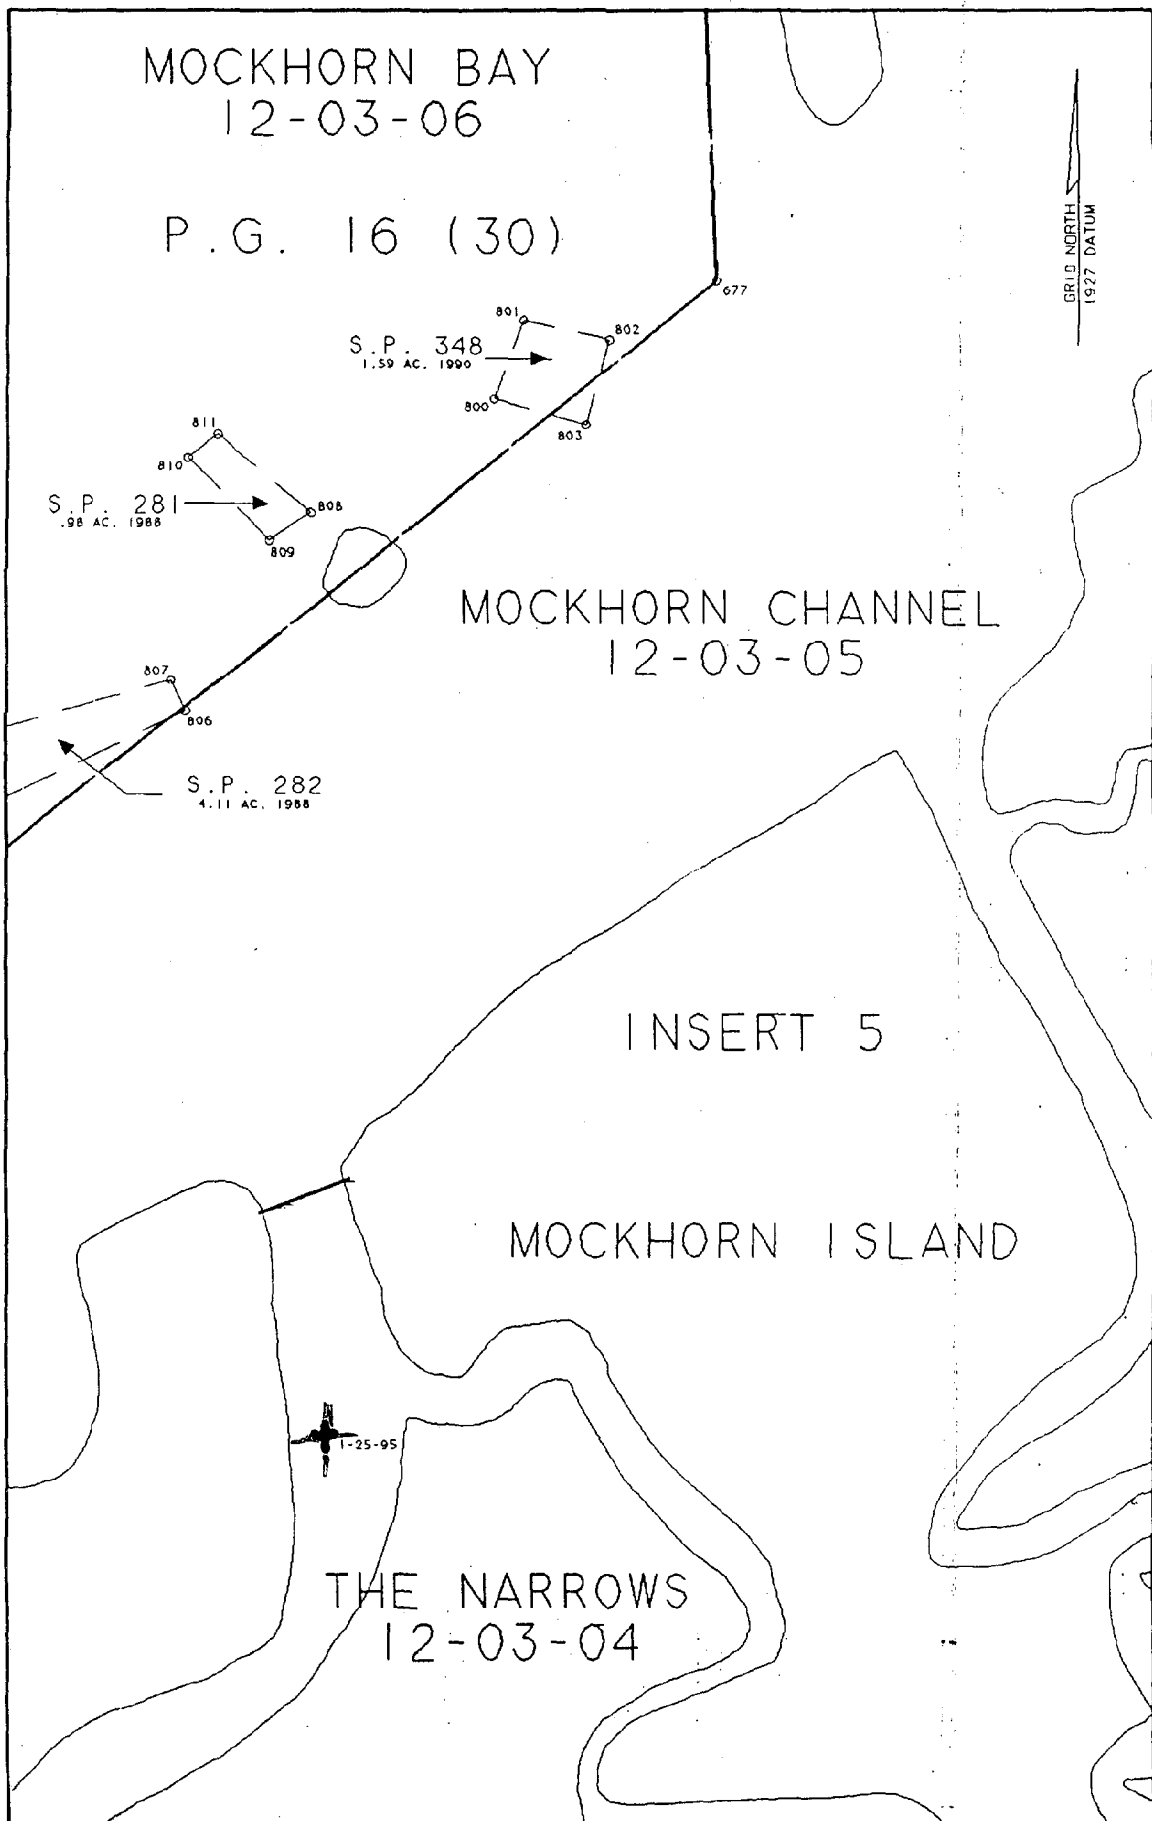 MOCKHORN BAY
12-03-06
P.G. 16 (30)
GRID NORTH
1927 DATUM
677
801
802
S.P. 348
1.59 AC. 1990
800
803
811
810
S.P. 281
.98 AC. 1988
808
809
MOCKHORN CHANNEL
12-03-05
807
806
S.P. 282
4.11 AC. 1988
INSERT 5
MOCKHORN ISLAND
1-25-95
THE NARROWS
12-03-04